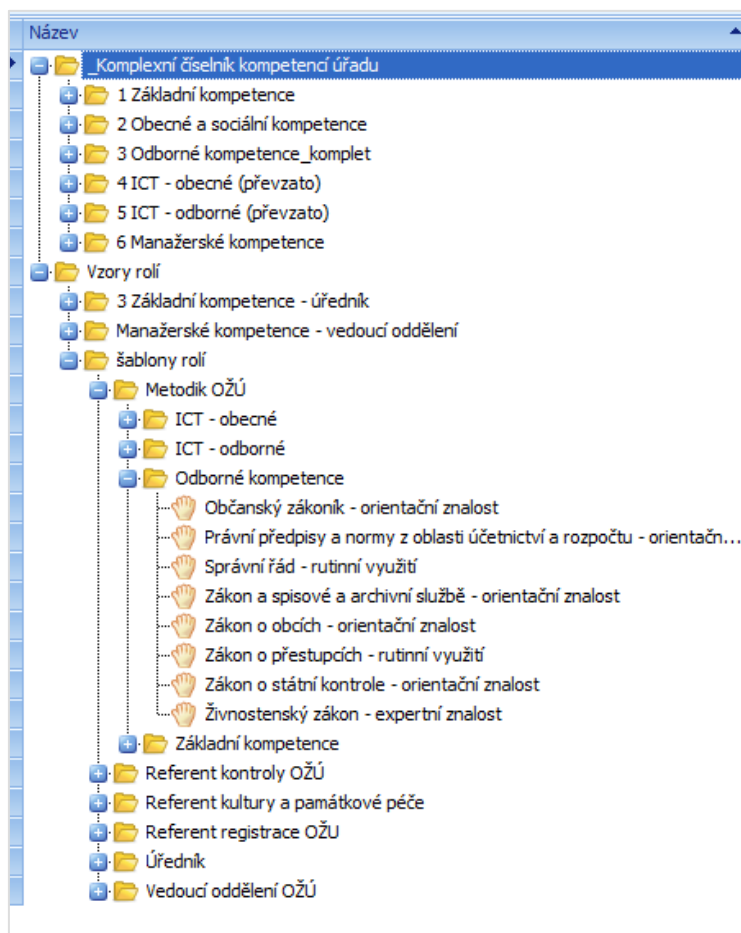 Název
_Komplexní číselník kompetencí úřadu
1 Základní kompetence
2 Obecné a sociální kompetence
3 Odborné kompetence_komplet
4 ICT - obecné (převzato)
5 ICT - odborné (převzato)
6 Manažerské kompetence
Vzory rolí
3 Základní kompetence - úředník
Manažerské kompetence - vedoucí oddělení
šablony rolí
Metodik OŽÚ
ICT - obecné
ICT - odborné
Odborné kompetence
Občanský zákoník - orientační znalost
Právní předpisy a normy z oblasti účetnictví a rozpočtu - orientačn...
Správní řád - rutinní využití
Zákon a spisové a archivní službě - orientační znalost
Zákon o obcích - orientační znalost
Zákon o přestupcích - rutinní využití
Zákon o státní kontrole - orientační znalost
Živnostenský zákon - expertní znalost
Základní kompetence
Referent kontroly OŽÚ
Referent kultury a památkové péče
Referent registrace OŽU
Úředník
Vedoucí oddělení OŽÚ